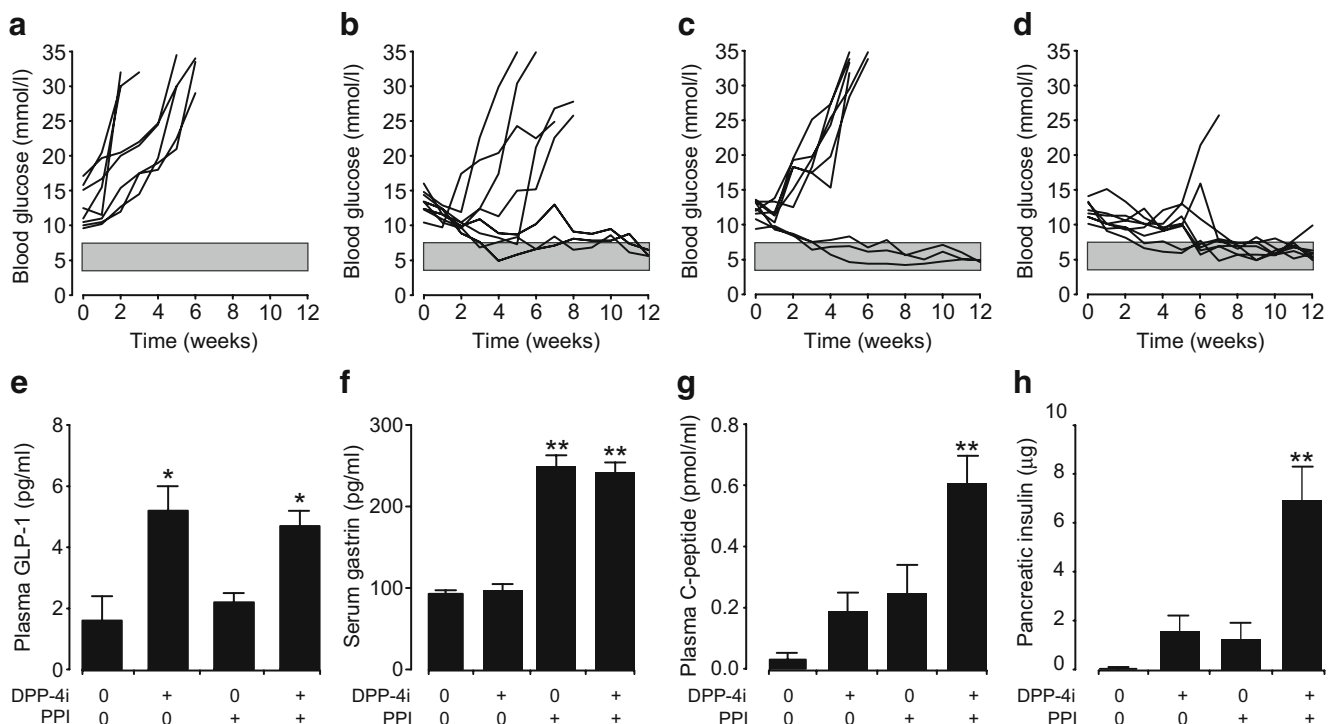 a
b
c
d
Blood glucose (mmol/l)
35
30
25
20
15
10
5
0
0 2 4 6 8 10 12
Time (weeks)
Blood glucose (mmol/l)
35
30
25
20
15
10
5
0
0 2 4 6 8 10 12
Time (weeks)
Blood glucose (mmol/l)
35
30
25
20
15
10
5
0
0 2 4 6 8 10 12
Time (weeks)
Blood glucose (mmol/l)
35
30
25
20
15
10
5
0
0 2 4 6 8 10 12
Time (weeks)
e
f
g
h
Plasma GLP-1 (pg/ml)
8
6
4
2
0
* *
DPP-4i 0 + 0 +
PPI 0 0 + +
Serum gastrin (pg/ml)
300
200
100
0
** **
0 + 0 +
0 0 + +
Plasma C-peptide (pmol/ml)
0.8
0.6
0.4
0.2
0.0
**
DPP-4i 0 + 0 +
PPI 0 0 + +
Pancreatic insulin (µg)
10
8
6
4
2
0
**
DPP-4i 0 + 0 +
PPI 0 0 + +